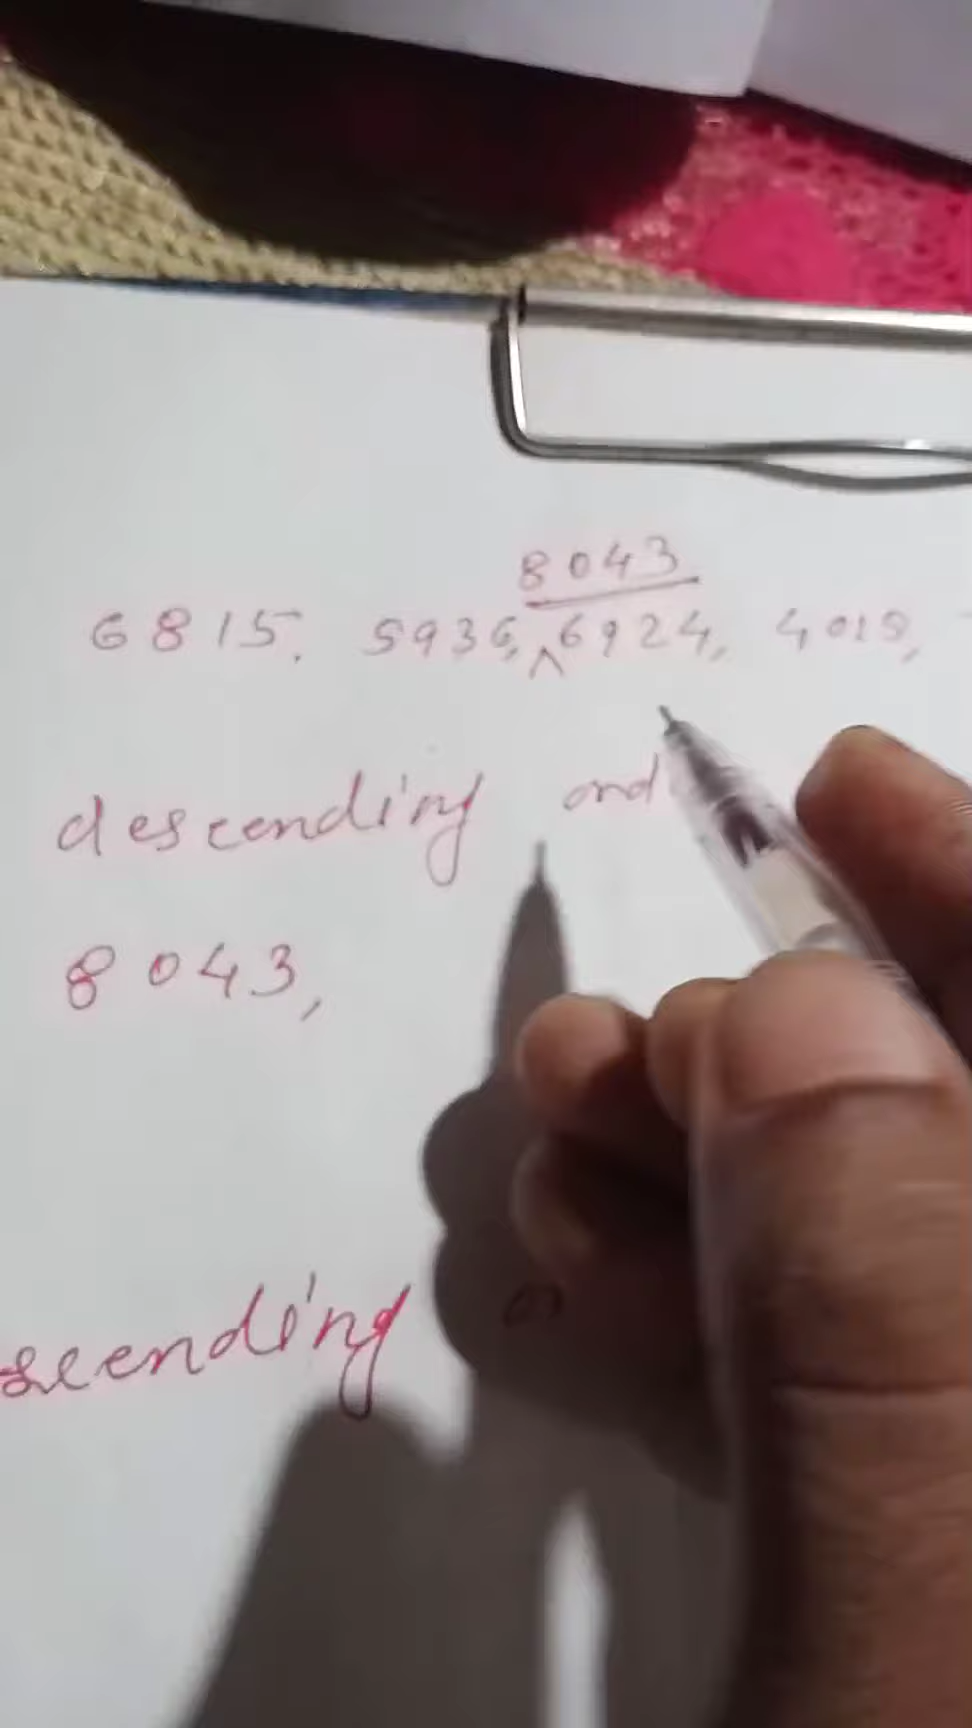 8043
6815, 5936, ^ 6924, 4019,
descending ord
8043,
scending o